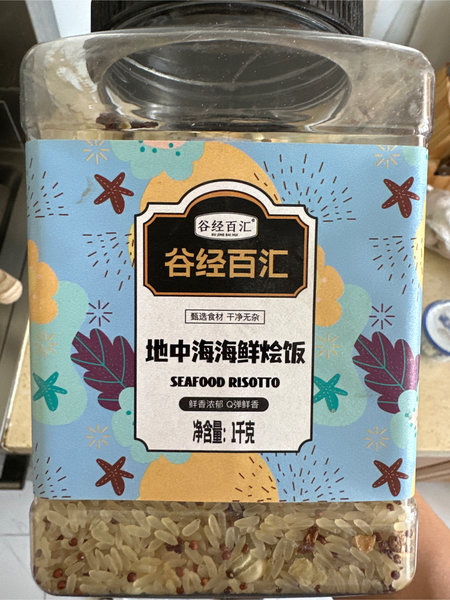 谷经百汇®
GU JING BAI HUI
谷经百汇
甄选食材 干净无杂
地中海海鲜烩饭
SEAFOOD RISOTTO
鲜香浓郁 Q弹鲜香
净含量: 1千克